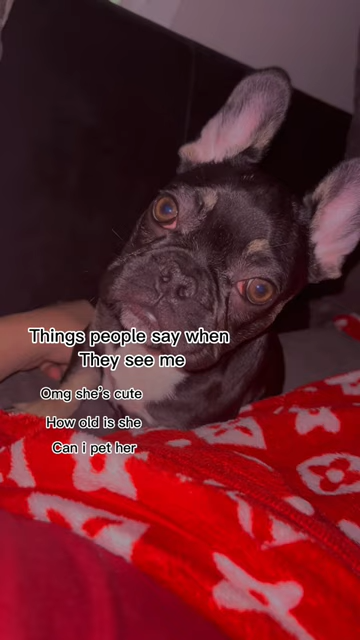 Things people say when
They see me
Omg she's cute
How old is she
Can i pet her